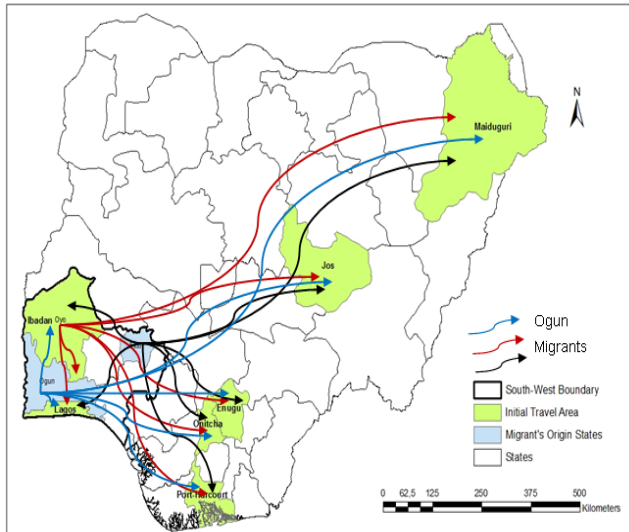 N
Maiduguri
Jos
Ibadan Oyo
Ogun
Lagos
Enugu
Onitcha
Port-Harcourt
Ogun
Migrants
South-West Boundary
Initial Travel Area
Migrant's Origin States
States
0 62,5 125 250 375 500
Kilometers